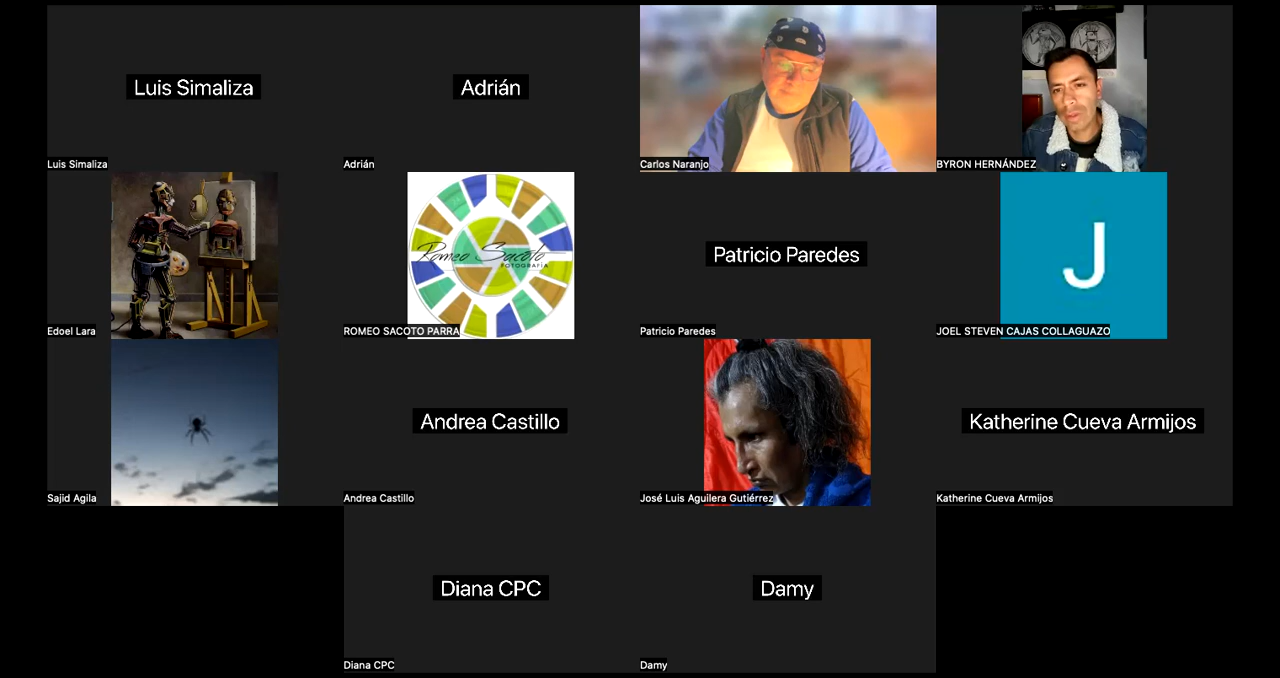 Luis Simaliza
Luis Simaliza
Adrián
Adrián
Carlos Naranjo
BYRON HERNÁNDEZ
Edoel Lara
Romeo Sacoto
FOTOGRAFÍA
ROMEO SACOTO PARRA
Patricio Paredes
Patricio Paredes
J
JOEL STEVEN CAJAS COLLAGUAZO
Sajid Agila
Andrea Castillo
Andrea Castillo
José Luis Aguilera Gutiérrez
Katherine Cueva Armijos
Katherine Cueva Armijos
Diana CPC
Diana CPC
Damy
Damy